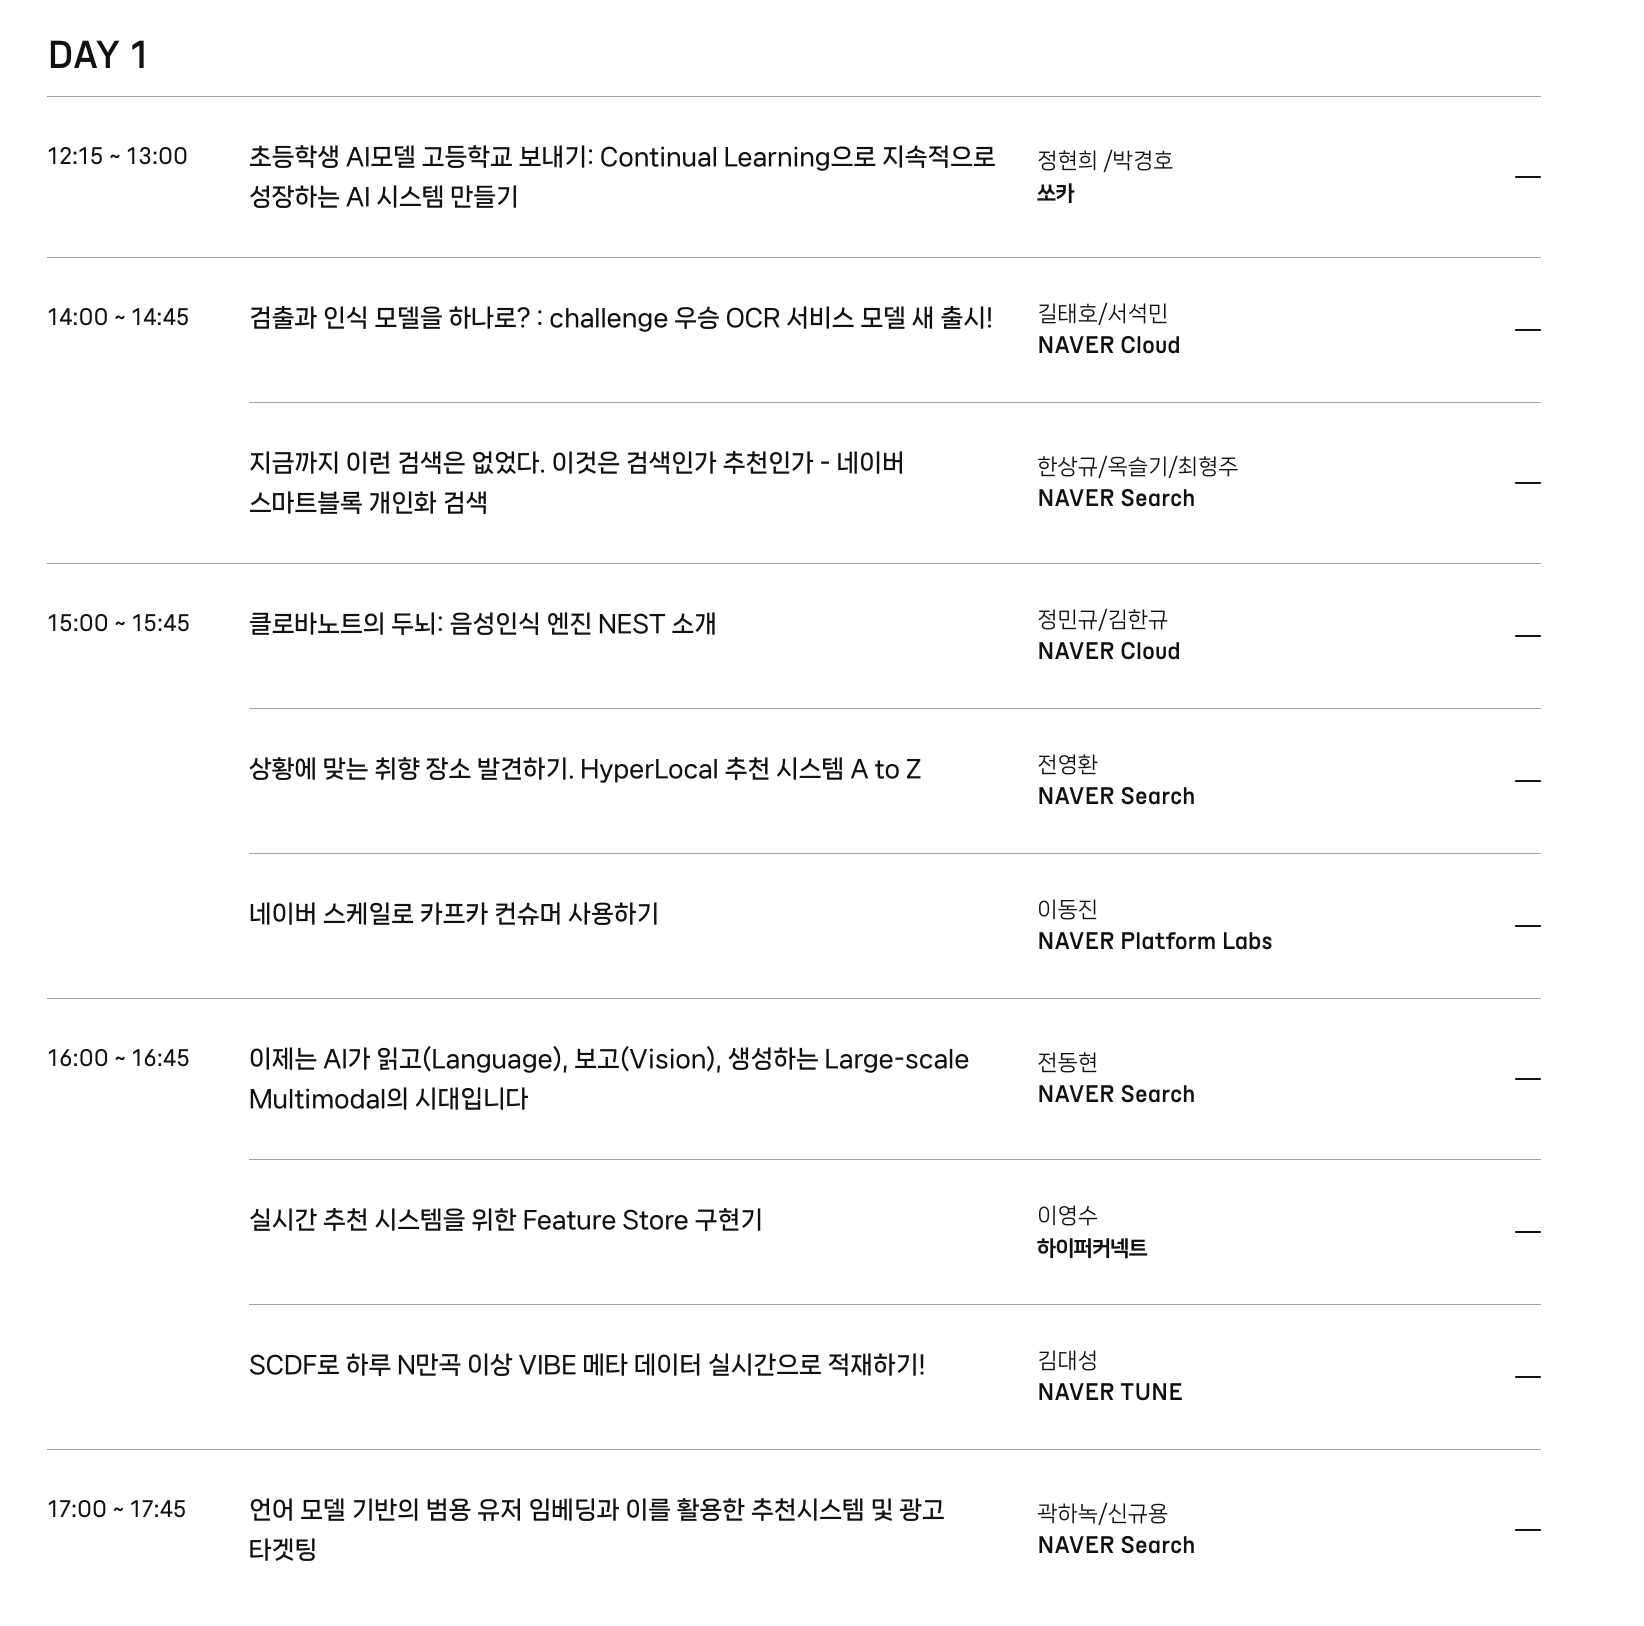 DAY 1
12:15 ~ 13:00
초등학생 AI모델 고등학교 보내기: Continual Learning으로 지속적으로
성장하는 AI 시스템 만들기
정현희 /박경호
쏘카
14:00 ~ 14:45
검출과 인식 모델을 하나로? : challenge 우승 OCR 서비스 모델 새 출시!
길태호/서석민
NAVER Cloud
지금까지 이런 검색은 없었다. 이것은 검색인가 추천인가 - 네이버
스마트블록 개인화 검색
한상규/옥슬기/최형주
NAVER Search
15:00 ~ 15:45
클로바노트의 두뇌: 음성인식 엔진 NEST 소개
정민규/김한규
NAVER Cloud
상황에 맞는 취향 장소 발견하기. HyperLocal 추천 시스템 A to Z
전영환
NAVER Search
네이버 스케일로 카프카 컨슈머 사용하기
이동진
NAVER Platform Labs
16:00 ~ 16:45
이제는 AI가 읽고(Language), 보고(Vision), 생성하는 Large-scale
Multimodal의 시대입니다
전동현
NAVER Search
실시간 추천 시스템을 위한 Feature Store 구현기
이영수
하이퍼커넥트
SCDF로 하루 N만곡 이상 VIBE 메타 데이터 실시간으로 적재하기!
김대성
NAVER TUNE
17:00 ~ 17:45
언어 모델 기반의 범용 유저 임베딩과 이를 활용한 추천시스템 및 광고
타겟팅
곽하녹/신규용
NAVER Search